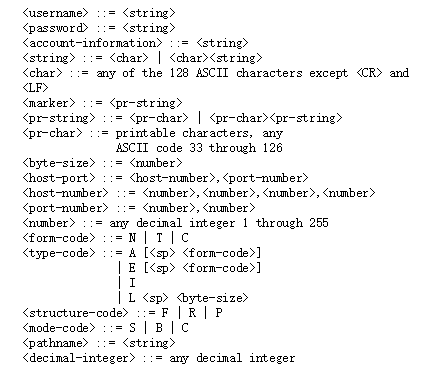 <username> ::= <string>
<password> ::= <string>
<account-information> ::= <string>
<string> ::= <char> | <char><string>
<char> ::= any of the 128 ASCII characters except <CR> and
<LF>
<marker> ::= <pr-string>
<pr-string> ::= <pr-char> | <pr-char><pr-string>
<pr-char> ::= printable characters, any
ASCII code 33 through 126
<byte-size> ::= <number>
<host-port> ::= <host-number>,<port-number>
<host-number> ::= <number>,<number>,<number>,<number>
<port-number> ::= <number>,<number>
<number> ::= any decimal integer 1 through 255
<form-code> ::= N | T | C
<type-code> ::= A [<sp> <form-code>]
| E [<sp> <form-code>]
| I
| L <sp> <byte-size>
<structure-code> ::= F | R | P
<mode-code> ::= S | B | C
<pathname> ::= <string>
<decimal-integer> ::= any decimal integer